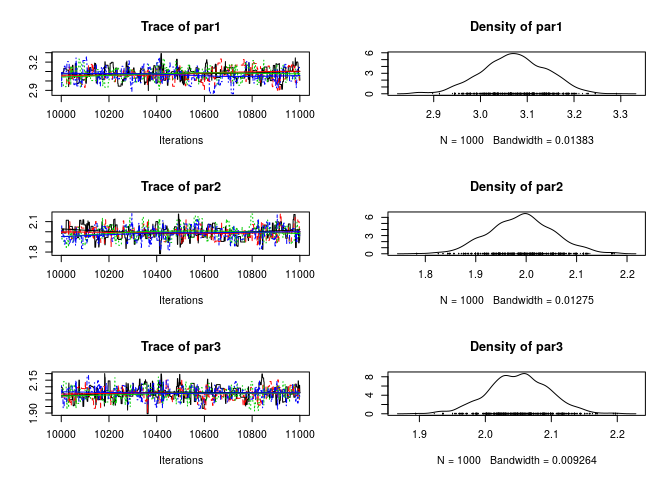 Trace of par1
Density of par1
2.9 3.2
10000 10200 10400 10600 10800 11000
Iterations
0 3 6
2.9 3.0 3.1 3.2 3.3
N = 1000 Bandwidth = 0.01383
Trace of par2
Density of par2
1.8 2.1
10000 10200 10400 10600 10800 11000
Iterations
0 3 6
1.8 1.9 2.0 2.1 2.2
N = 1000 Bandwidth = 0.01275
Trace of par3
Density of par3
1.90 2.15
10000 10200 10400 10600 10800 11000
Iterations
0 4 8
1.9 2.0 2.1 2.2
N = 1000 Bandwidth = 0.009264